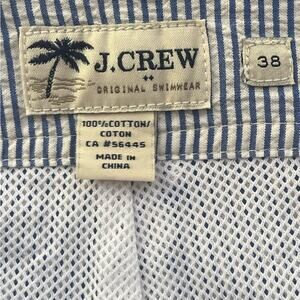 J.CREW
ORIGINAL SWIMWEAR
38
100% COTTON/
COTON
CA #56445
MADE IN
CHINA